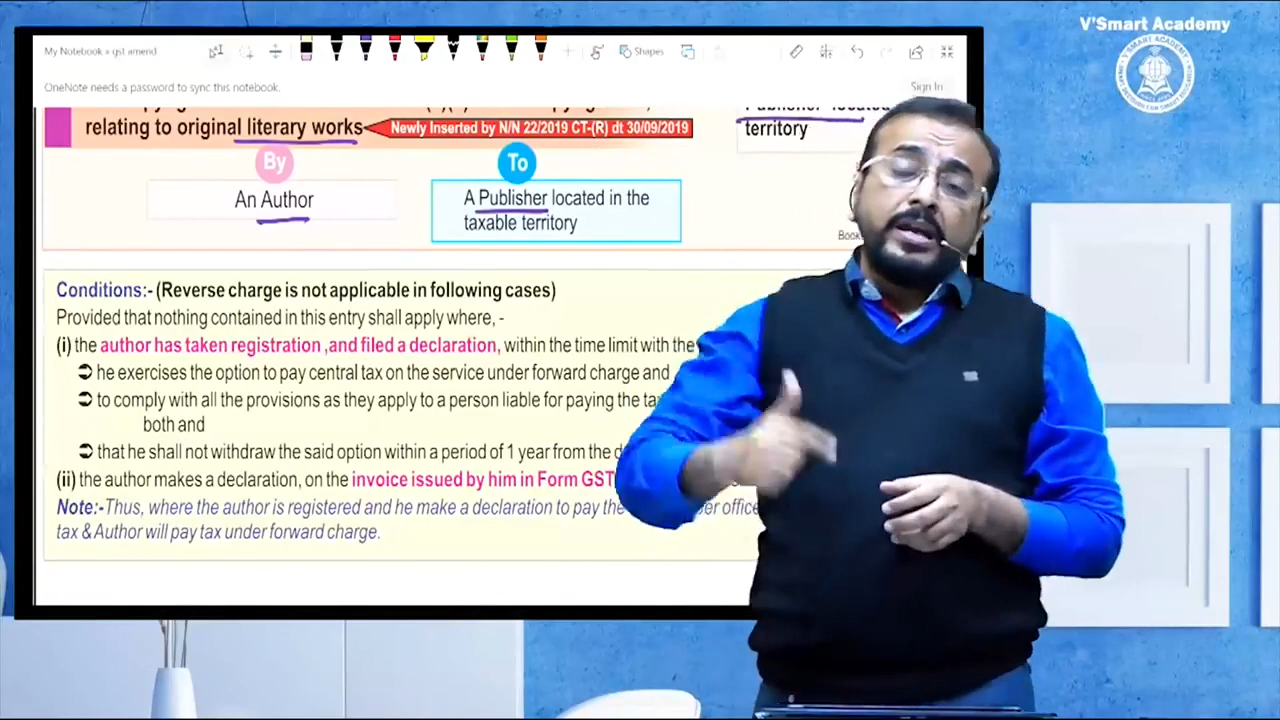 V'Smart Academy
My Notebook » gst amend
Shapes
OneNote needs a password to sync this notebook.
Sign In
relating to original literary works
Newly Inserted by N/N 22/2019 CT-(R) dt 30/09/2019
Publisher located
territory
By
To
An Author
A Publisher located in the
taxable territory
Conditions:- (Reverse charge is not applicable in following cases)
Provided that nothing contained in this entry shall apply where, -
(i) the author has taken registration ,and filed a declaration, within the time limit with the
➲ he exercises the option to pay central tax on the service under forward charge and
➲ to comply with all the provisions as they apply to a person liable for paying the
both and
➲ that he shall not withdraw the said option within a period of 1 year from the
(ii) the author makes a declaration, on the invoice issued by him in Form GST
Note:-Thus, where the author is registered and he make a declaration to pay the
tax & Author will pay tax under forward charge.